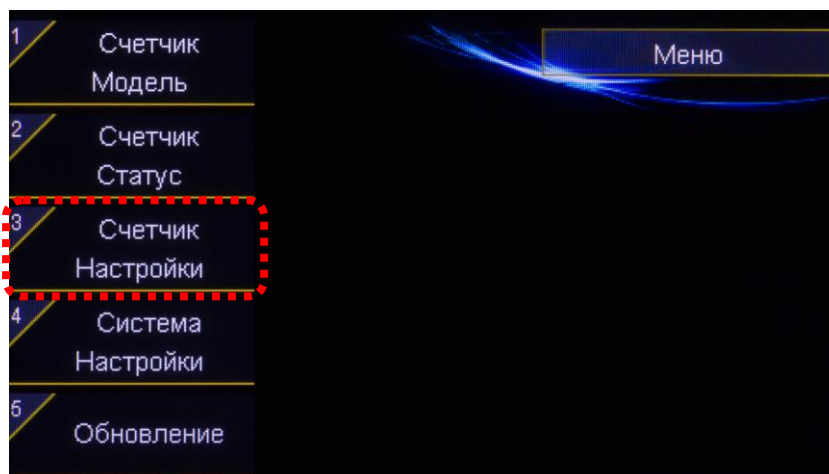 Меню
1
Счетчик
Модель
2
Счетчик
Статус
3
Счетчик
Настройки
4
Система
Настройки
5
Обновление